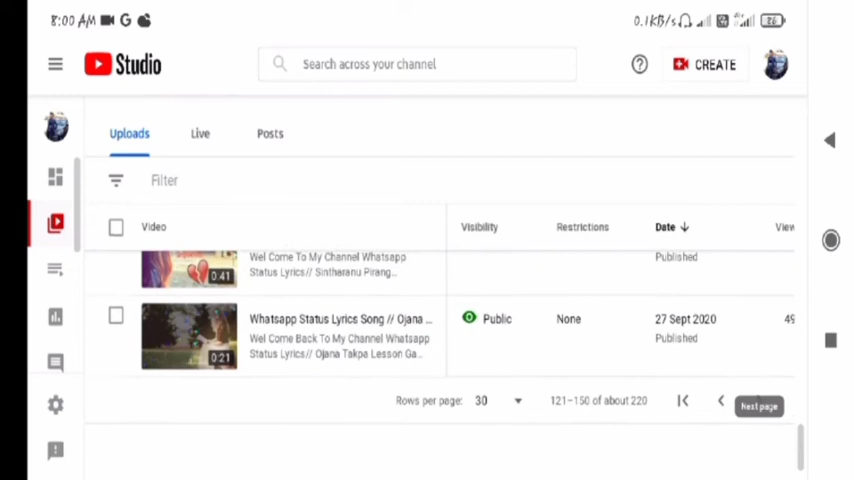 8:00 AM G 0.1KB/s 86
Studio
Search across your channel
CREATE
Uploads Live Posts
Filter
Video Visibility Restrictions Date View
Wel Come To My Channel Whatsapp Published
Status Lyrics// Sintharanu Pirang...
0:41
Whatsapp Status Lyrics Song // Ojana ... Public None 27 Sept 2020 49
Wel Come Back To My Channel Whatsapp Published
Status Lyrics// Ojana Takpa Lesson Ga...
0:21
Rows per page: 30 121–150 of about 220
Next page